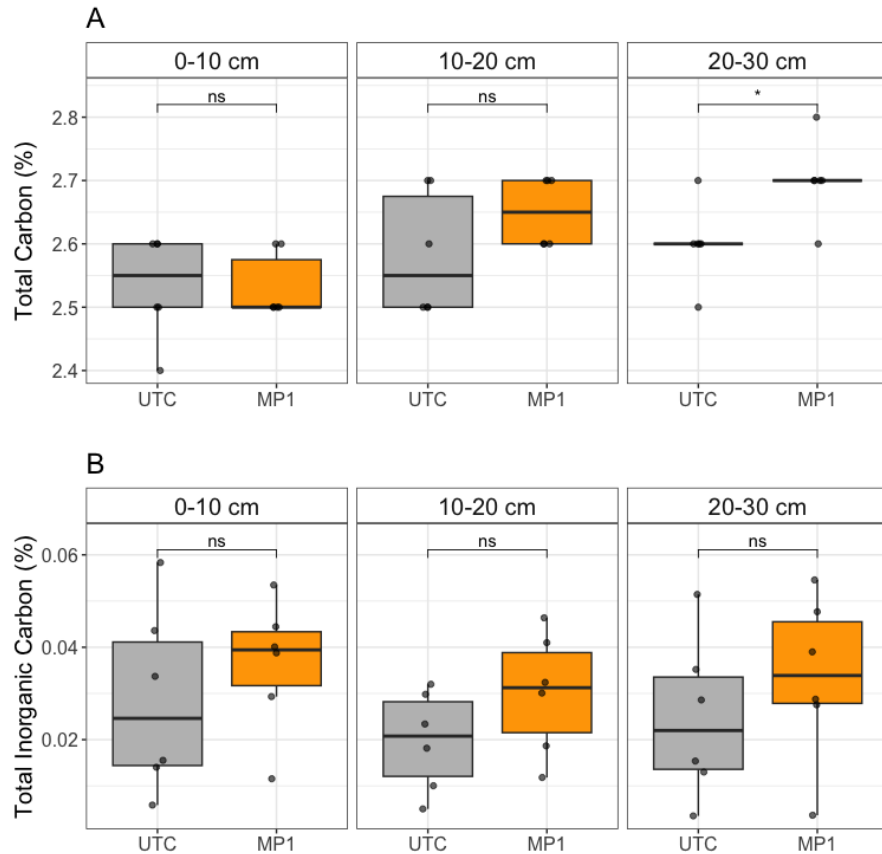 A
0-10 cm 10-20 cm 20-30 cm
ns ns *
2.8
2.7
2.6
2.5
2.4
Total Carbon (%)
UTC MP1 UTC MP1 UTC MP1
B
0-10 cm 10-20 cm 20-30 cm
ns ns ns
0.06
0.04
0.02
Total Inorganic Carbon (%)
UTC MP1 UTC MP1 UTC MP1